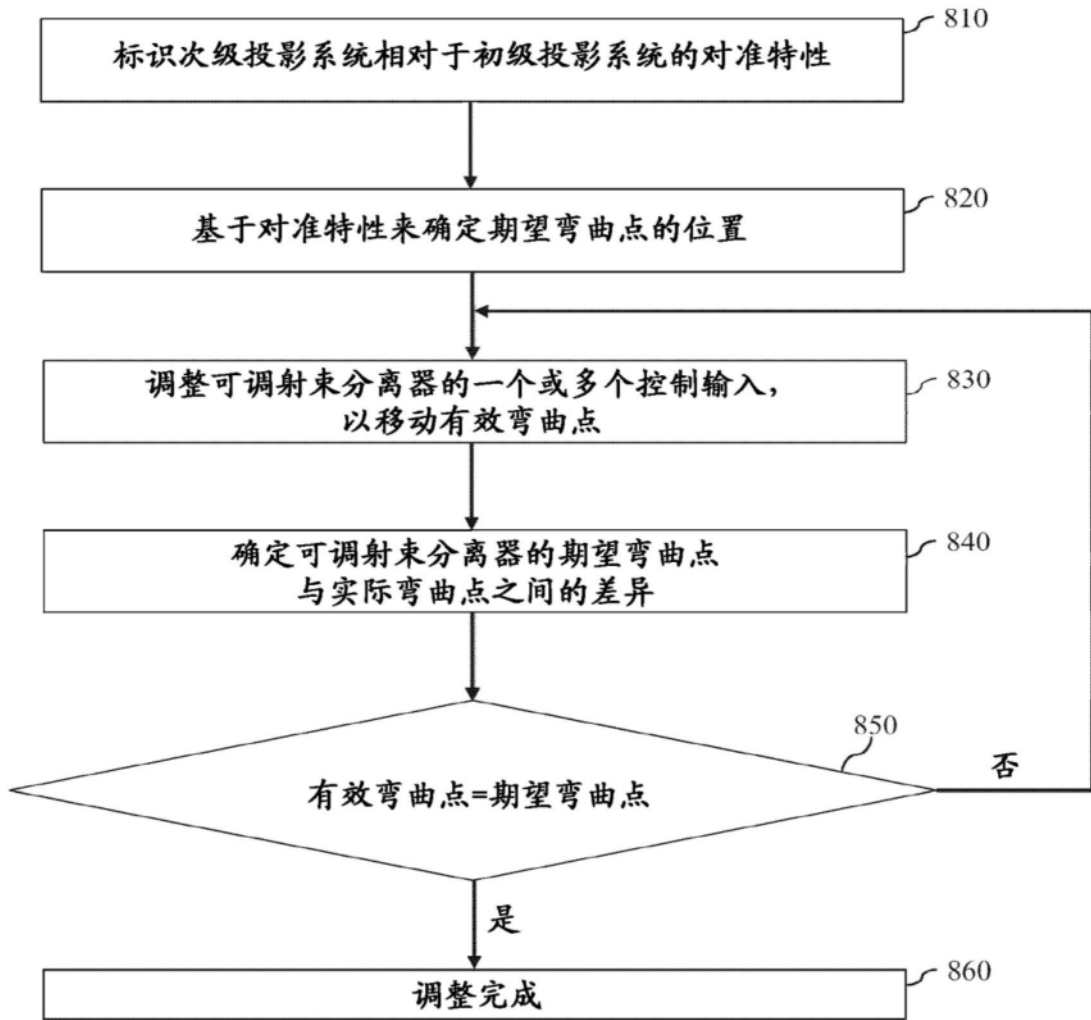 810
标识次级投影系统相对于初级投影系统的对准特性
820
基于对准特性来确定期望弯曲点的位置
830
调整可调射束分离器的一个或多个控制输入，
以移动有效弯曲点
840
确定可调射束分离器的期望弯曲点
与实际弯曲点之间的差异
850
有效弯曲点=期望弯曲点
否
是
860
调整完成